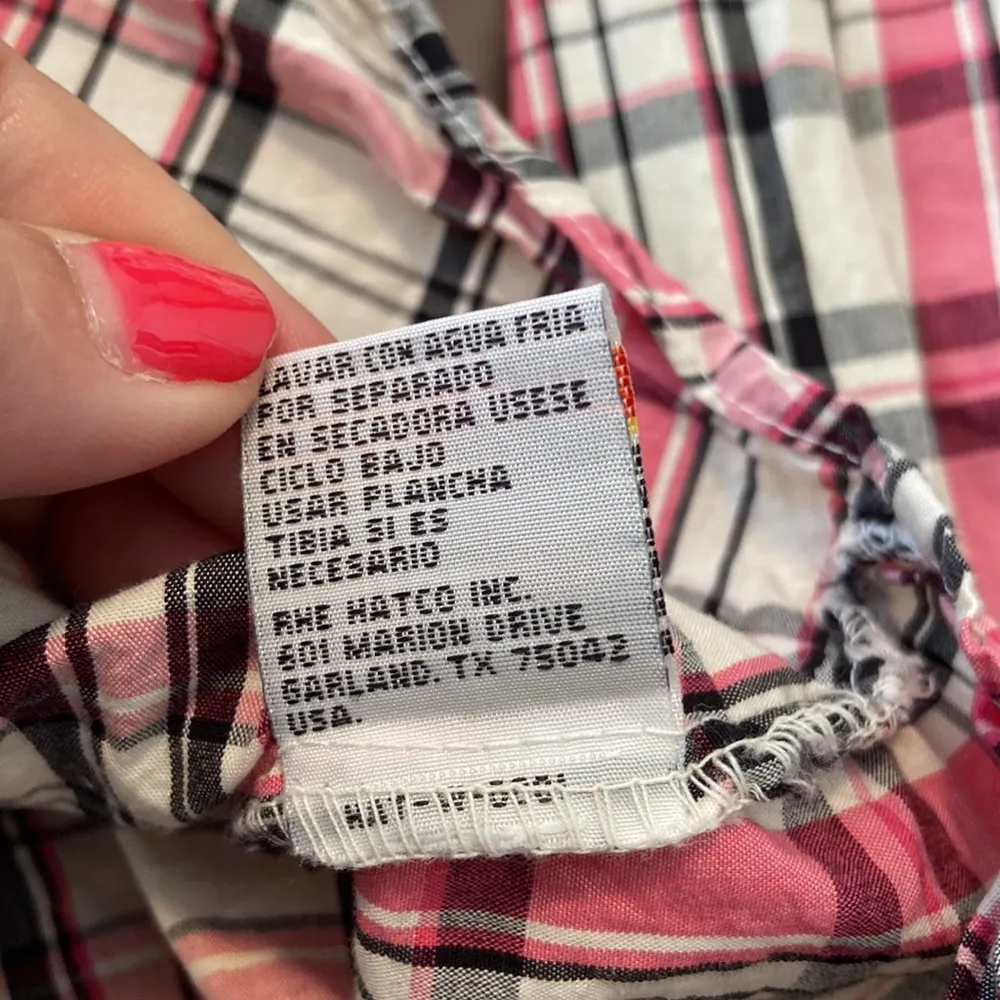 LAVAR CON AGUA FRIA
POR SEPARADO
EN SECADORA USESE
CICLO BAJO
USAR PLANCHA
TIBIA SI ES
NECESARIO
RHE HATCO INC.
601 MARION DRIVE
GARLAND. TX 75042
USA.